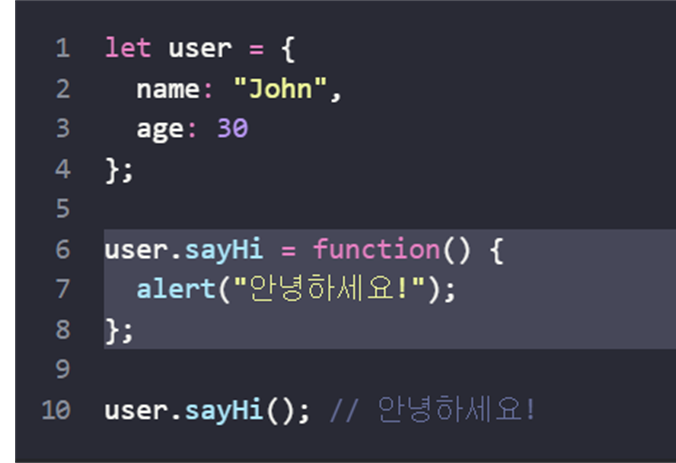 1 let user = {
2   name: "John",
3   age: 30
4 };
5
6 user.sayHi = function() {
7   alert("안녕하세요!");
8 };
9
10 user.sayHi(); // 안녕하세요!